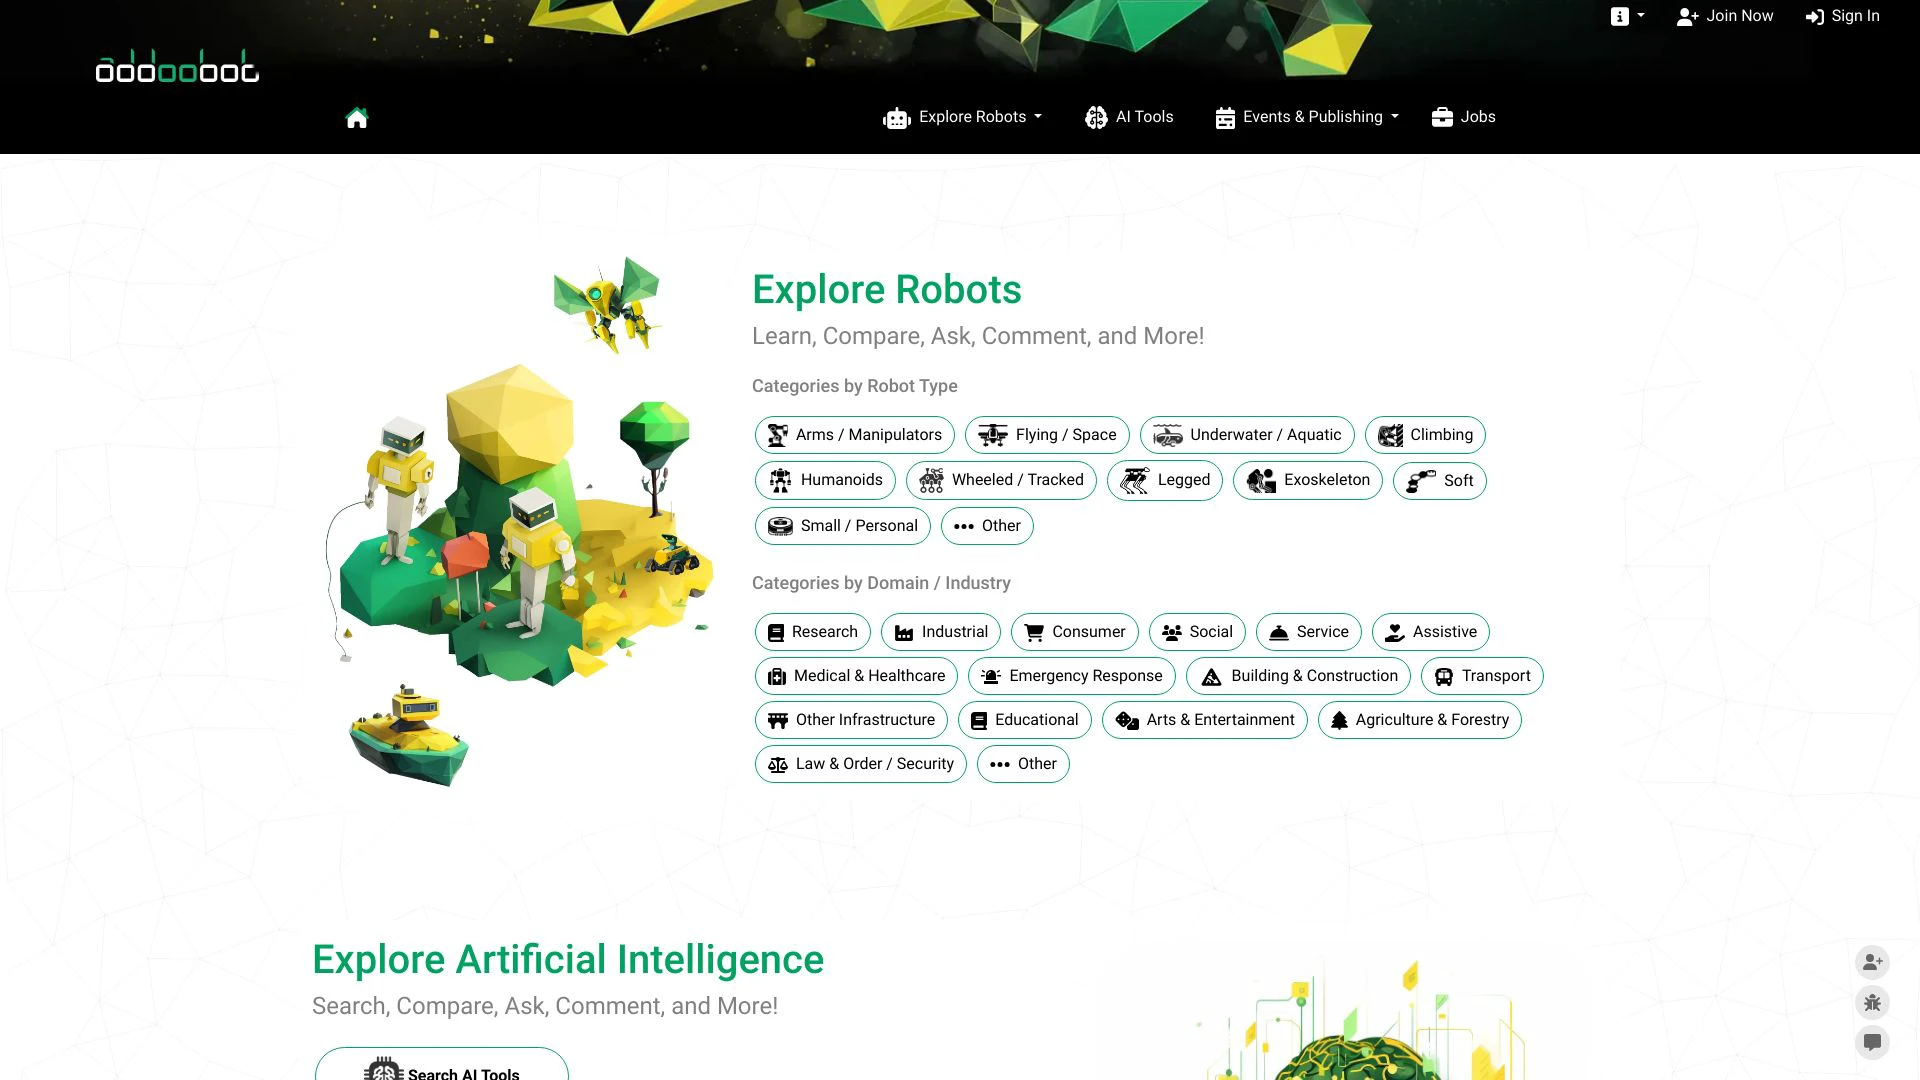 Join Now
Sign In
addoobot
Explore Robots
AI Tools
Events & Publishing
Jobs
Explore Robots
Learn, Compare, Ask, Comment, and More!
Categories by Robot Type
Arms / Manipulators
Flying / Space
Underwater / Aquatic
Climbing
Humanoids
Wheeled / Tracked
Legged
Exoskeleton
Soft
Small / Personal
Other
Categories by Domain / Industry
Research
Industrial
Consumer
Social
Service
Assistive
Medical & Healthcare
Emergency Response
Building & Construction
Transport
Other Infrastructure
Educational
Arts & Entertainment
Agriculture & Forestry
Law & Order / Security
Other
Explore Artificial Intelligence
Search, Compare, Ask, Comment, and More!
Search AI Tools